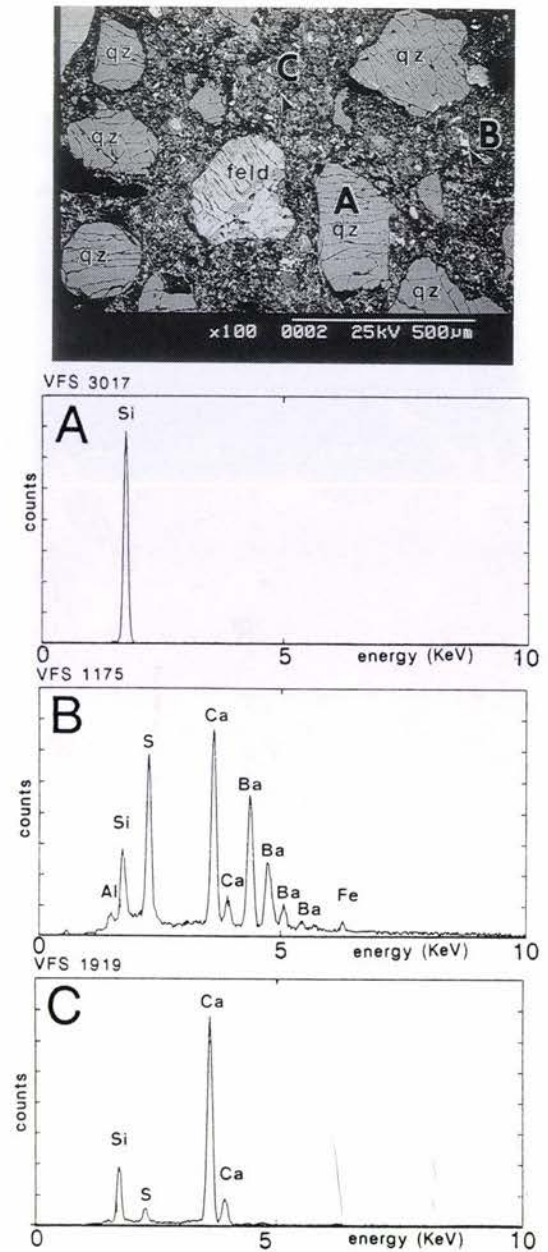 qz
qz
C
B
qz
feld
A
qz
qz
qz
x100 0002 25kV 500µm
VFS 3017
A
Si
counts
0 5 energy (KeV) 10
VFS 1175
B
Ca
S
Ba
Si
Ba
Al
Ca
Ba
Ba
Fe
counts
0 5 energy (KeV) 10
VFS 1919
C
Ca
Si
Ca
S
counts
0 5 energy (KeV) 10